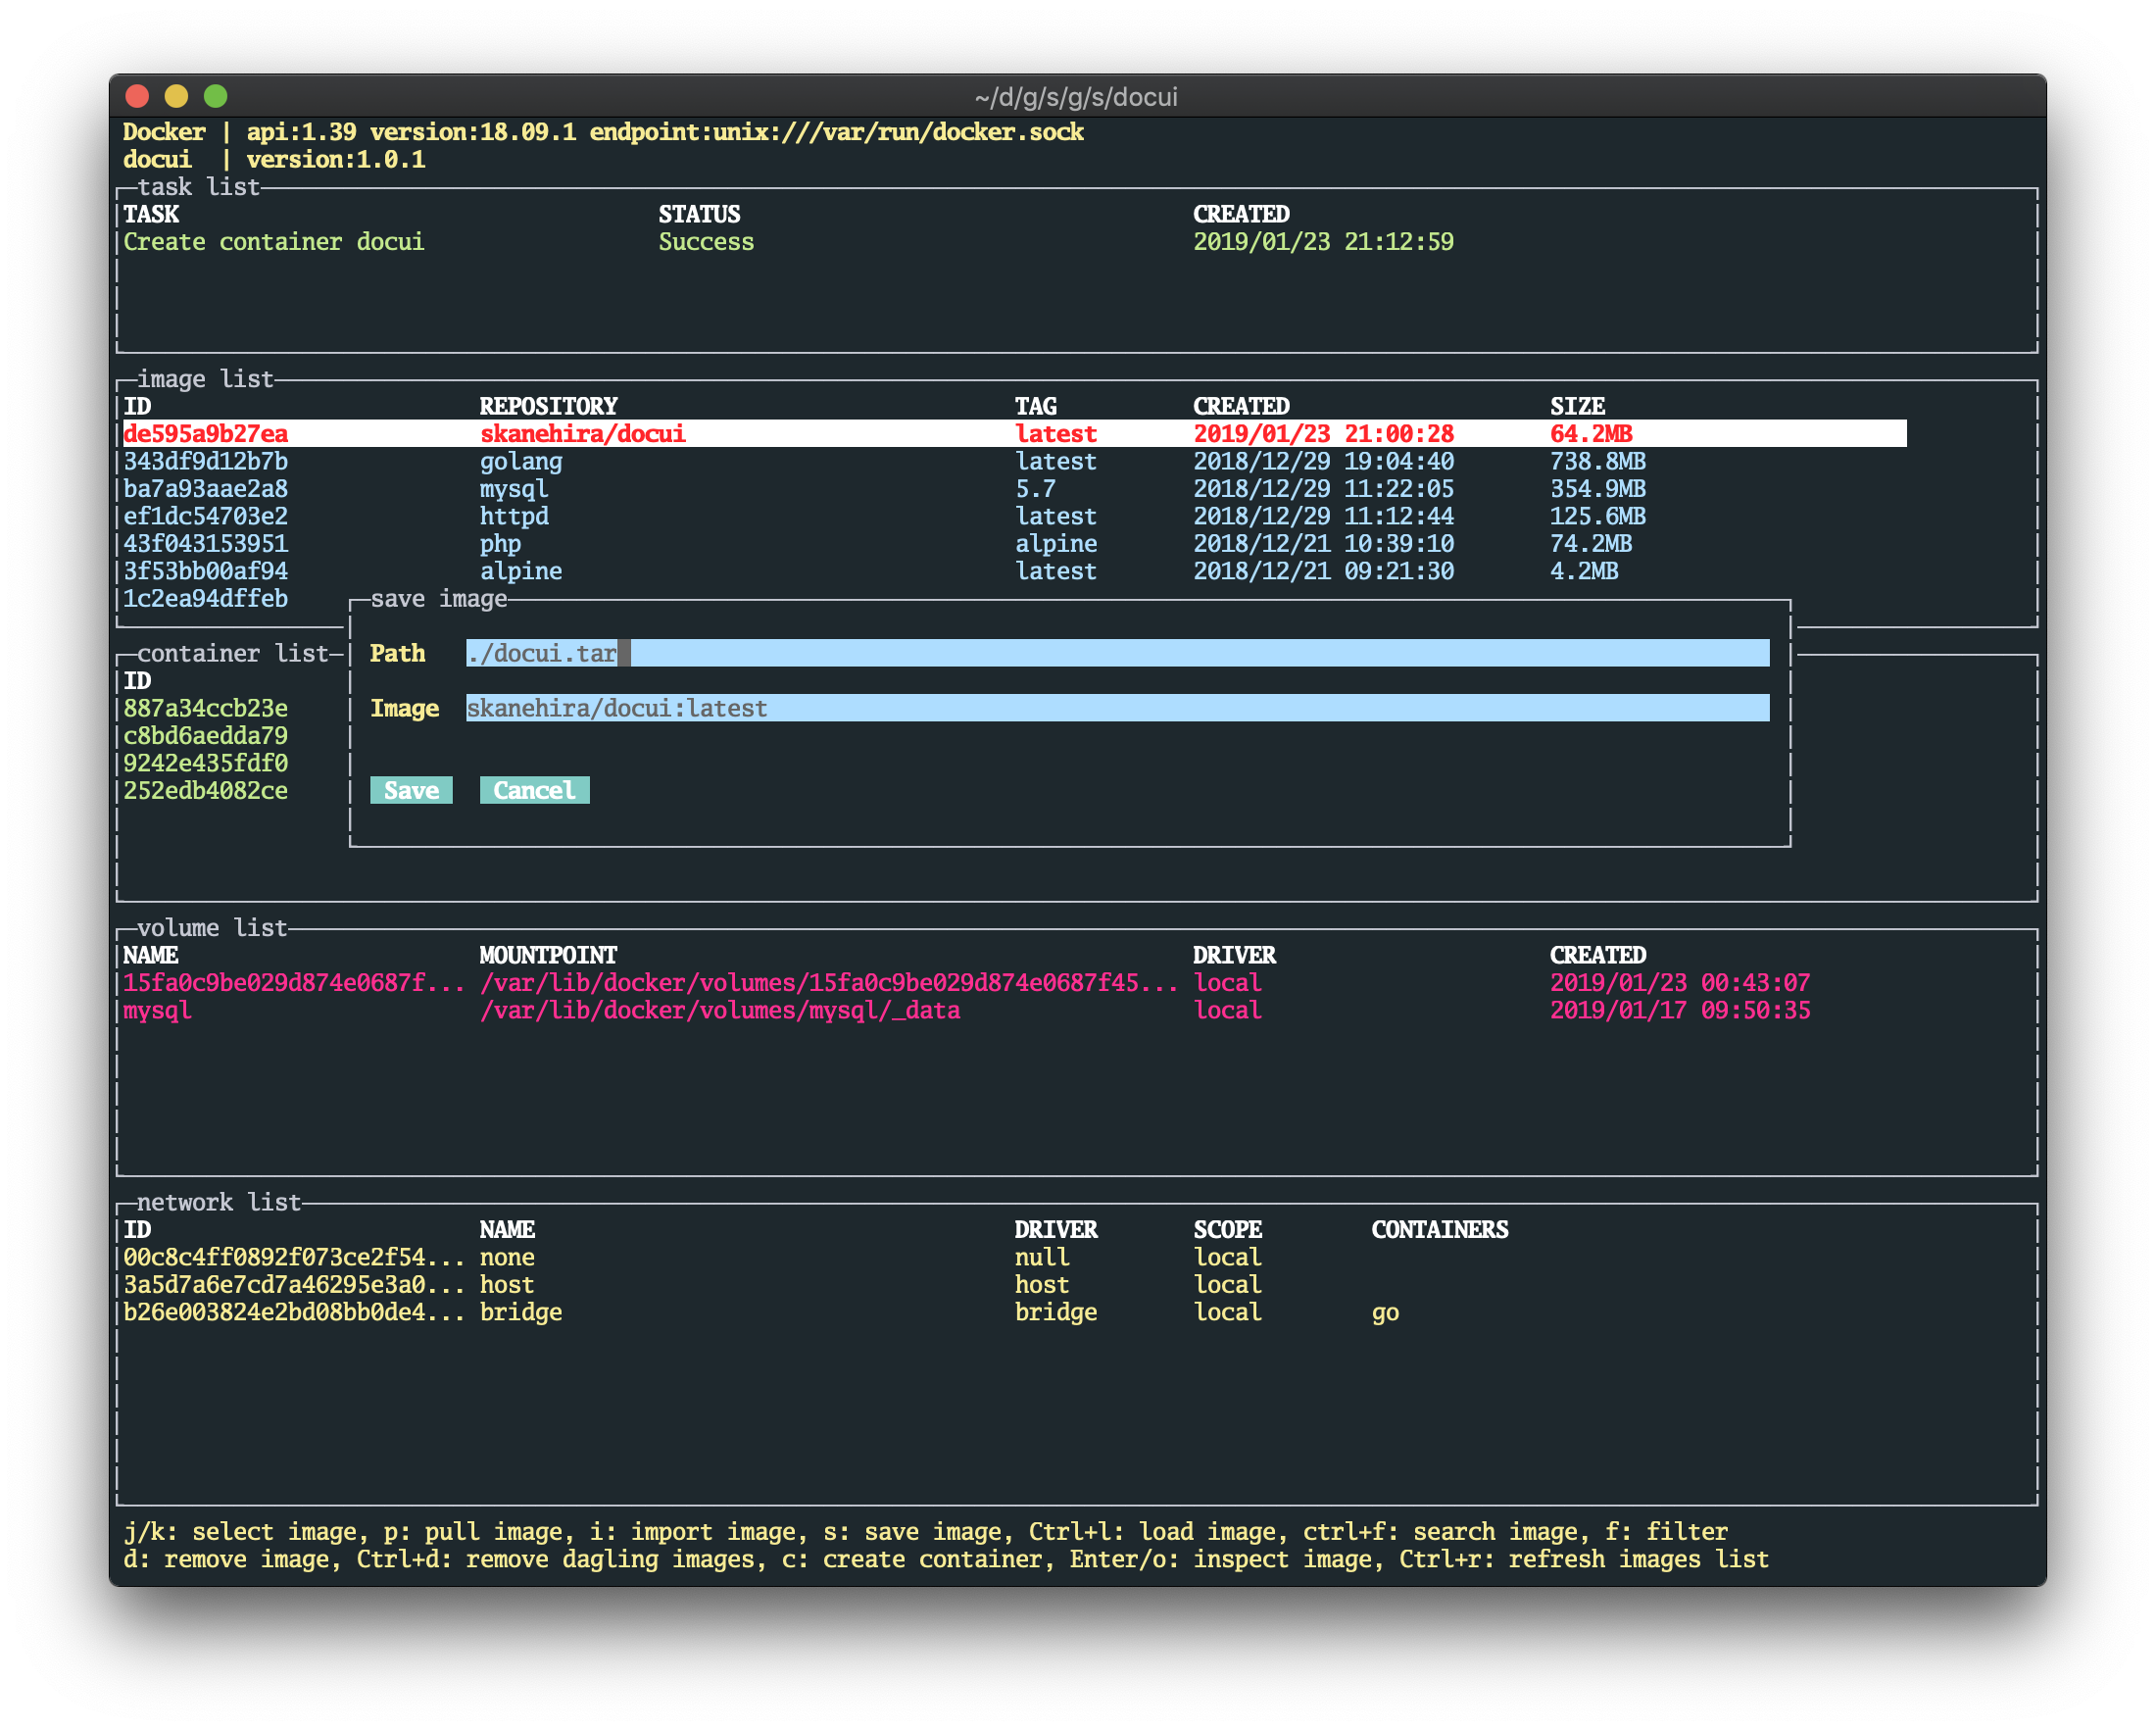 ~/d/g/s/g/s/docui
Docker | api:1.39 version:18.09.1 endpoint:unix:///var/run/docker.sock
docui | version:1.0.1
task list
TASK STATUS CREATED
Create container docui Success 2019/01/23 21:12:59
image list
ID REPOSITORY TAG CREATED SIZE
de595a9b27ea skanehira/docui latest 2019/01/23 21:00:28 64.2MB
343df9d12b7b golang latest 2018/12/29 19:04:40 738.8MB
ba7a93aae2a8 mysql 5.7 2018/12/29 11:22:05 354.9MB
ef1dc54703e2 httpd latest 2018/12/29 11:12:44 125.6MB
43f043153951 php alpine 2018/12/21 10:39:10 74.2MB
3f53bb00af94 alpine latest 2018/12/21 09:21:30 4.2MB
1c2ea94dffeb
save image
Path ./docui.tar
Image skanehira/docui:latest
Save Cancel
container list
ID
887a34ccb23e
c8bd6aedda79
9242e435fdf0
252edb4082ce
volume list
NAME MOUNTPOINT DRIVER CREATED
15fa0c9be029d874e0687f... /var/lib/docker/volumes/15fa0c9be029d874e0687f45... local 2019/01/23 00:43:07
mysql /var/lib/docker/volumes/mysql/_data local 2019/01/17 09:50:35
network list
ID NAME DRIVER SCOPE CONTAINERS
00c8c4ff0892f073ce2f54... none null local
3a5d7a6e7cd7a46295e3a0... host host local
b26e003824e2bd08bb0de4... bridge bridge local go
j/k: select image, p: pull image, i: import image, s: save image, Ctrl+l: load image, ctrl+f: search image, f: filter
d: remove image, Ctrl+d: remove dagling images, c: create container, Enter/o: inspect image, Ctrl+r: refresh images list